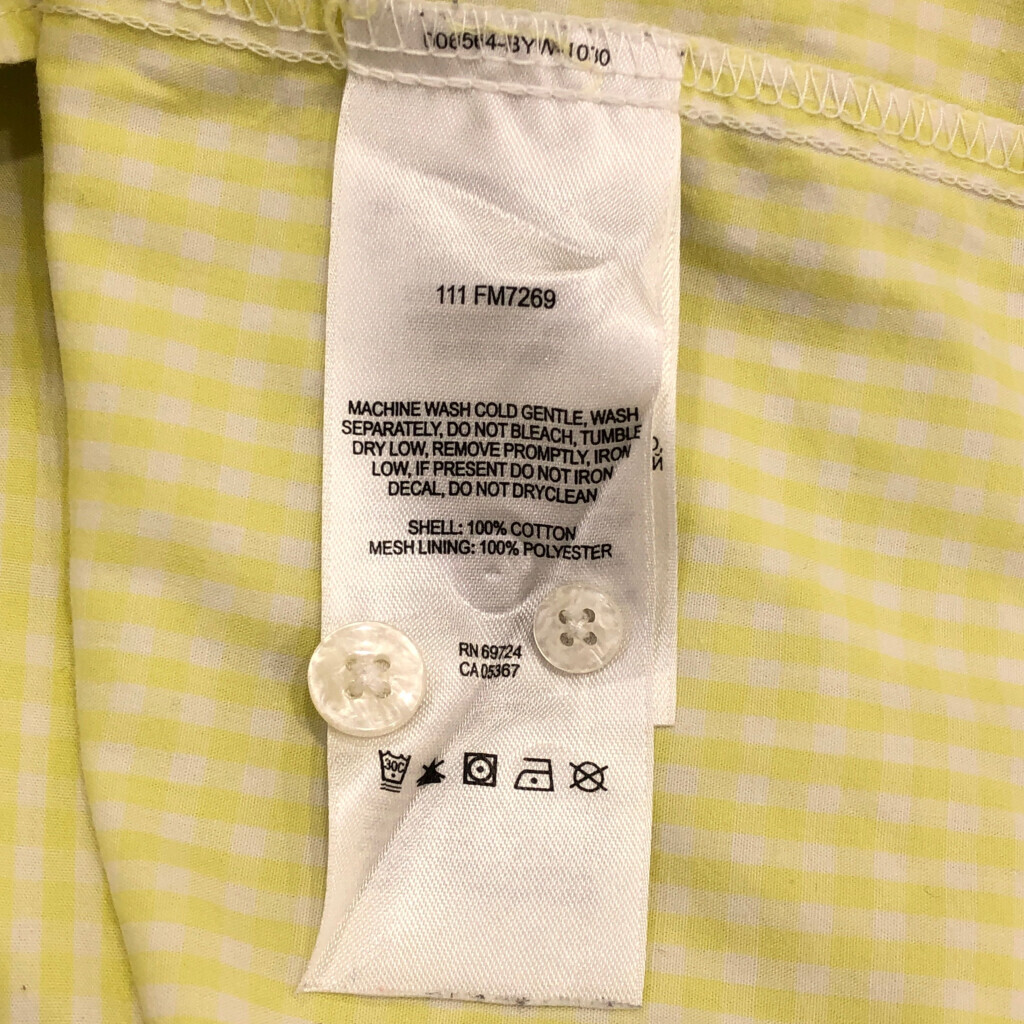 111 FM7269
MACHINE WASH COLD GENTLE, WASH
SEPARATELY, DO NOT BLEACH, TUMBLE
DRY LOW, REMOVE PROMPTLY, IRON
LOW, IF PRESENT DO NOT IRON
DECAL, DO NOT DRYCLEAN
SHELL: 100% COTTON
MESH LINING: 100% POLYESTER
RN 69724
CA 05367
30C